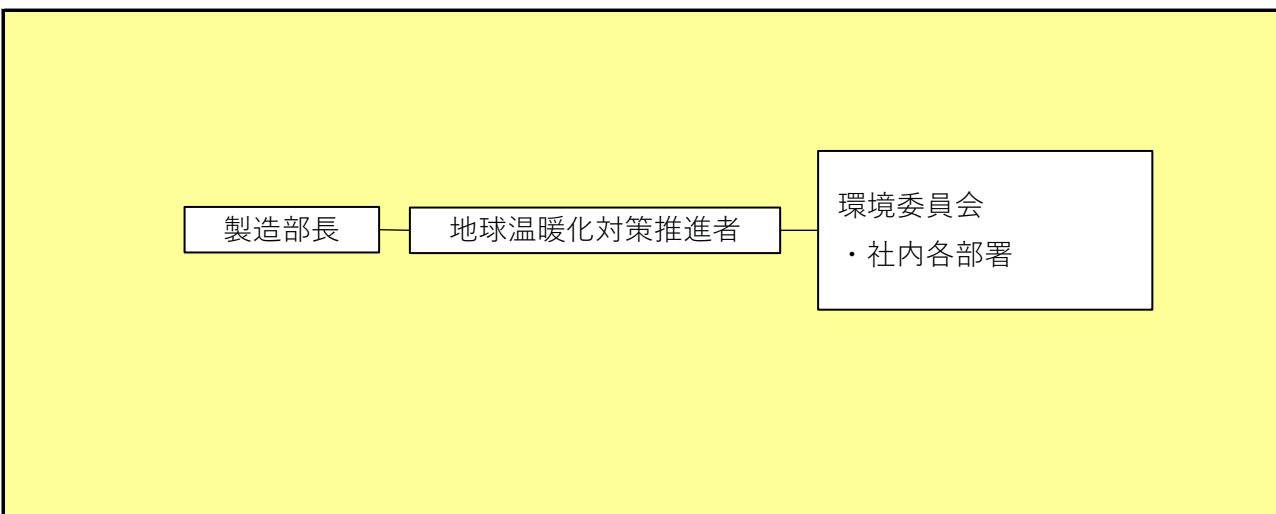 製造部長
地球温暖化対策推進者
環境委員会
・社内各部署